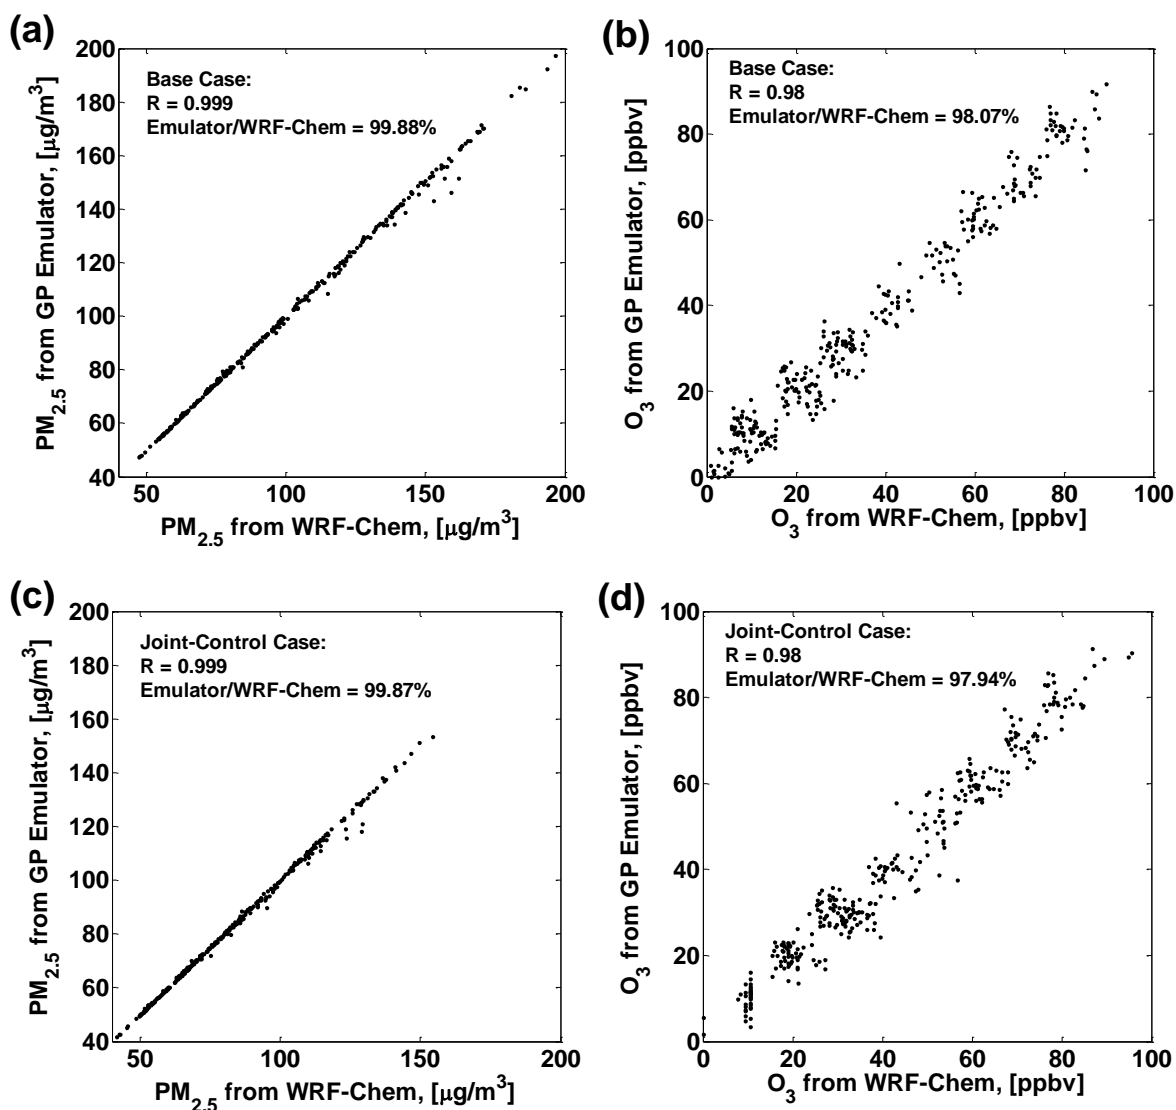 (a)
200
180
160
140
120
100
80
60
40
PM2.5 from GP Emulator, [μg/m3]
Base Case:
R = 0.999
Emulator/WRF-Chem = 99.88%
50 100 150 200
PM2.5 from WRF-Chem, [μg/m3]
(b)
100
80
60
40
20
0
O3 from GP Emulator, [ppbv]
Base Case:
R = 0.98
Emulator/WRF-Chem = 98.07%
0 20 40 60 80 100
O3 from WRF-Chem, [ppbv]
(c)
200
180
160
140
120
100
80
60
40
PM2.5 from GP Emulator, [μg/m3]
Joint-Control Case:
R = 0.999
Emulator/WRF-Chem = 99.87%
50 100 150 200
PM2.5 from WRF-Chem, [μg/m3]
(d)
100
80
60
40
20
0
O3 from GP Emulator, [ppbv]
Joint-Control Case:
R = 0.98
Emulator/WRF-Chem = 97.94%
0 20 40 60 80 100
O3 from WRF-Chem, [ppbv]